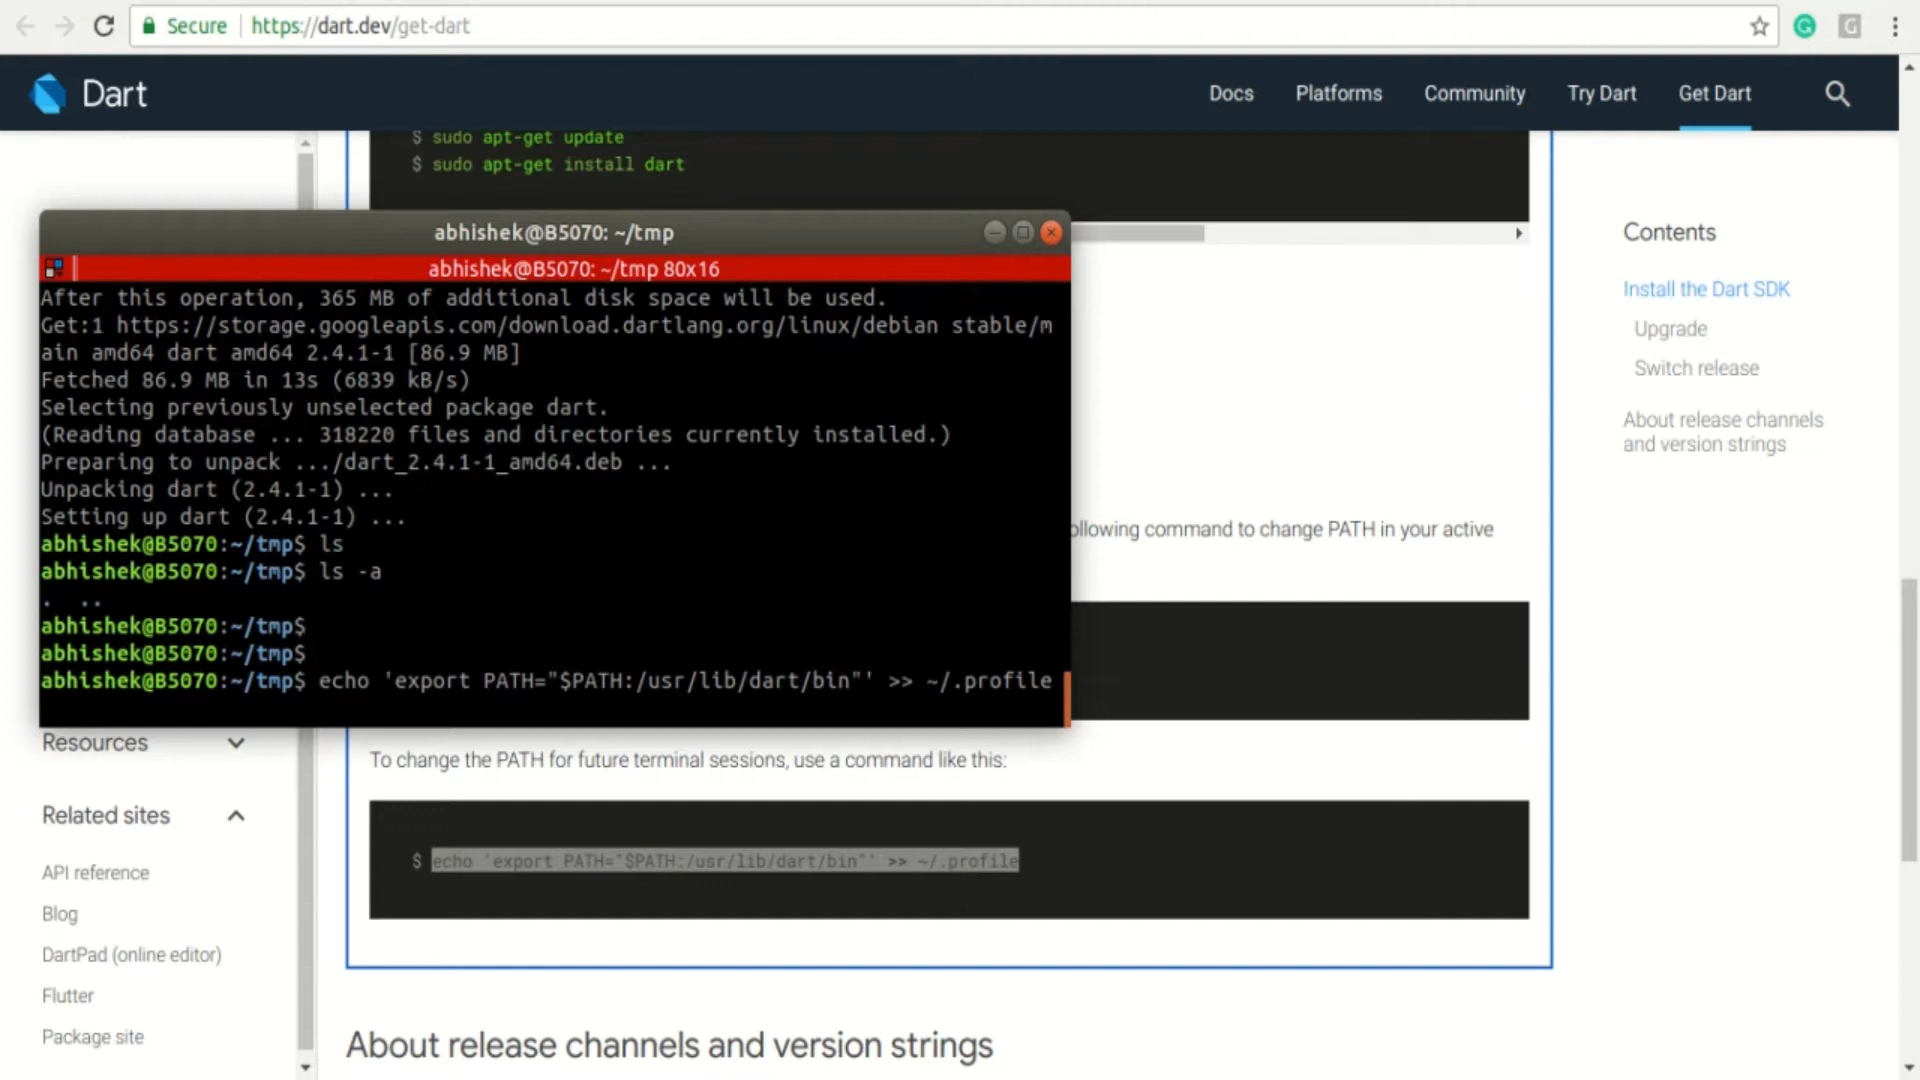 Secure https://dart.dev/get-dart
Dart
Docs
Platforms
Community
Try Dart
Get Dart
$ sudo apt-get update
$ sudo apt-get install dart
abhishek@B5070: ~/tmp
abhishek@B5070: ~/tmp 80x16
After this operation, 365 MB of additional disk space will be used.
Get:1 https://storage.googleapis.com/download.dartlang.org/linux/debian stable/m
ain amd64 dart amd64 2.4.1-1 [86.9 MB]
Fetched 86.9 MB in 13s (6839 kB/s)
Selecting previously unselected package dart.
(Reading database ... 318220 files and directories currently installed.)
Preparing to unpack .../dart_2.4.1-1_amd64.deb ...
Unpacking dart (2.4.1-1) ...
Setting up dart (2.4.1-1) ...
abhishek@B5070:~/tmp$ ls
abhishek@B5070:~/tmp$ ls -a
.  ..
abhishek@B5070:~/tmp$
abhishek@B5070:~/tmp$
abhishek@B5070:~/tmp$ echo 'export PATH="$PATH:/usr/lib/dart/bin"' >> ~/.profile
ollowing command to change PATH in your active
To change the PATH for future terminal sessions, use a command like this:
$ echo 'export PATH="$PATH:/usr/lib/dart/bin"' >> ~/.profile
About release channels and version strings
Resources
Related sites
API reference
Blog
DartPad (online editor)
Flutter
Package site
Contents
Install the Dart SDK
Upgrade
Switch release
About release channels
and version strings